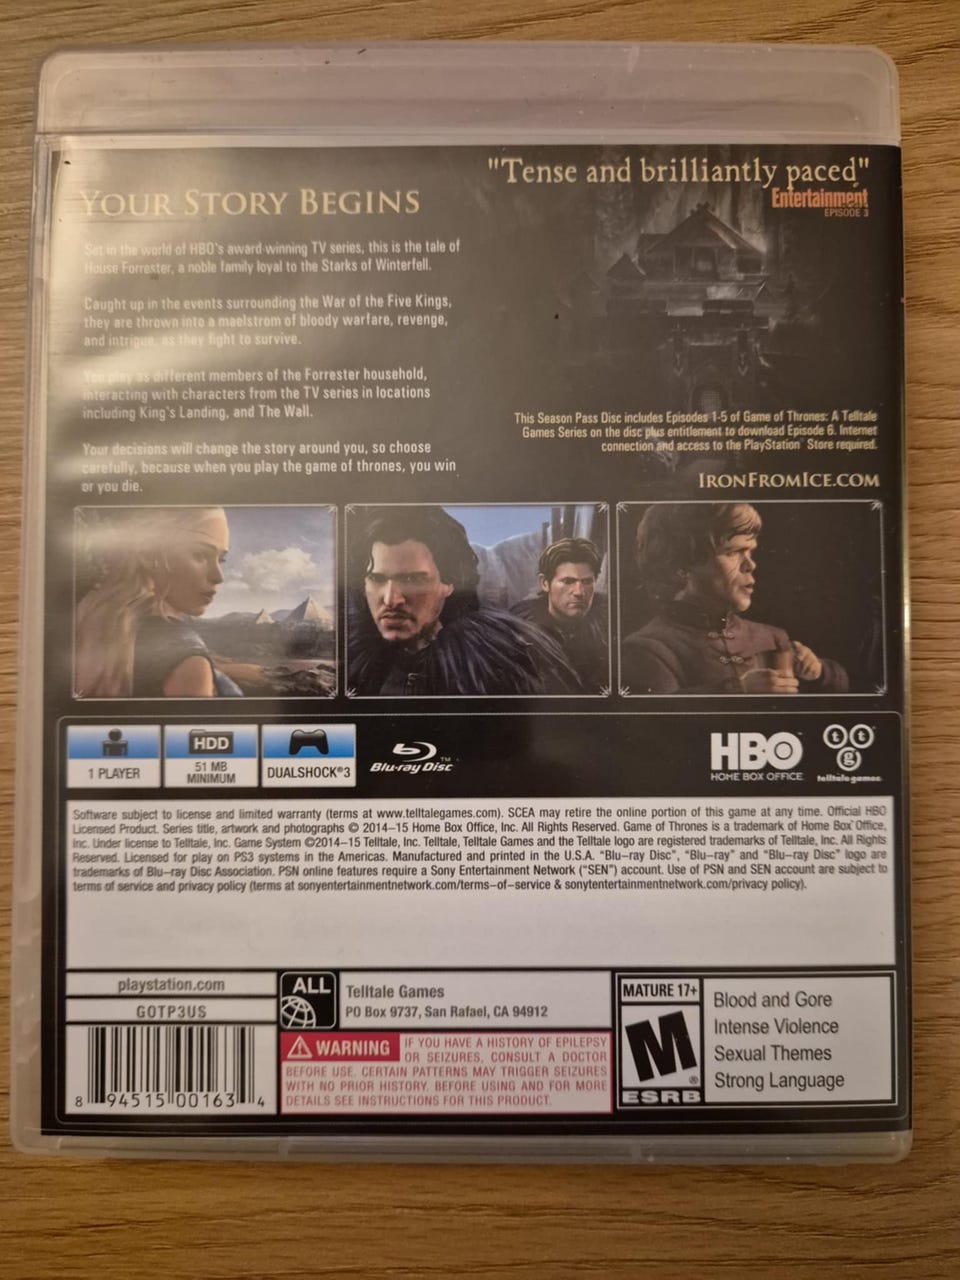 "Tense and brilliantly paced"
Entertainment
EPISODE 3
YOUR STORY BEGINS
Set in the world of HBO's award-winning TV series, this is the tale of
House Forrester, a noble family loyal to the Starks of Winterfell.
Caught up in the events surrounding the War of the Five Kings,
they are thrown into a maelstrom of bloody warfare, revenge,
and intrigue, as they fight to survive.
You play as different members of the Forrester household,
interacting with characters from the TV series in locations
including King's Landing, and The Wall.
Your decisions will change the story around you, so choose
carefully, because when you play the game of thrones, you win
or you die.
This Season Pass Disc includes Episodes 1-5 of Game of Thrones: A Telltale
Games Series on the disc plus entitlement to download Episode 6. Internet
connection and access to the PlayStation Store required.
IRONFROMICE.COM
1 PLAYER
HDD
51 MB
MINIMUM
DUALSHOCK®3
Blu-ray Disc™
HBO®
HOME BOX OFFICE
ttg
telltale games
Software subject to license and limited warranty (terms at www.telltalegames.com). SCEA may retire the online portion of this game at any time. Official HBO
Licensed Product. Series title, artwork and photographs © 2014–15 Home Box Office, Inc. All Rights Reserved. Game of Thrones is a trademark of Home Box Office,
Inc. Under license to Telltale, Inc. Game System ©2014–15 Telltale, Inc. Telltale, Telltale Games and the Telltale logo are registered trademarks of Telltale, Inc. All Rights
Reserved. Licensed for play on PS3 systems in the Americas. Manufactured and printed in the U.S.A. "Blu–ray Disc", "Blu–ray" and "Blu–ray Disc" logo are
trademarks of Blu–ray Disc Association. PSN online features require a Sony Entertainment Network ("SEN") account. Use of PSN and SEN account are subject to
terms of service and privacy policy (terms at sonyentertainmentnetwork.com/terms–of–service & sonytentertainmentnetwork.com/privacy policy).
playstation.com
GOTP3US
8 94515 00163 4
ALL
Telltale Games
PO Box 9737, San Rafael, CA 94912
WARNING IF YOU HAVE A HISTORY OF EPILEPSY
OR SEIZURES, CONSULT A DOCTOR
BEFORE USE. CERTAIN PATTERNS MAY TRIGGER SEIZURES
WITH NO PRIOR HISTORY. BEFORE USING AND FOR MORE
DETAILS SEE INSTRUCTIONS FOR THIS PRODUCT.
MATURE 17+
M®
ESRB
Blood and Gore
Intense Violence
Sexual Themes
Strong Language